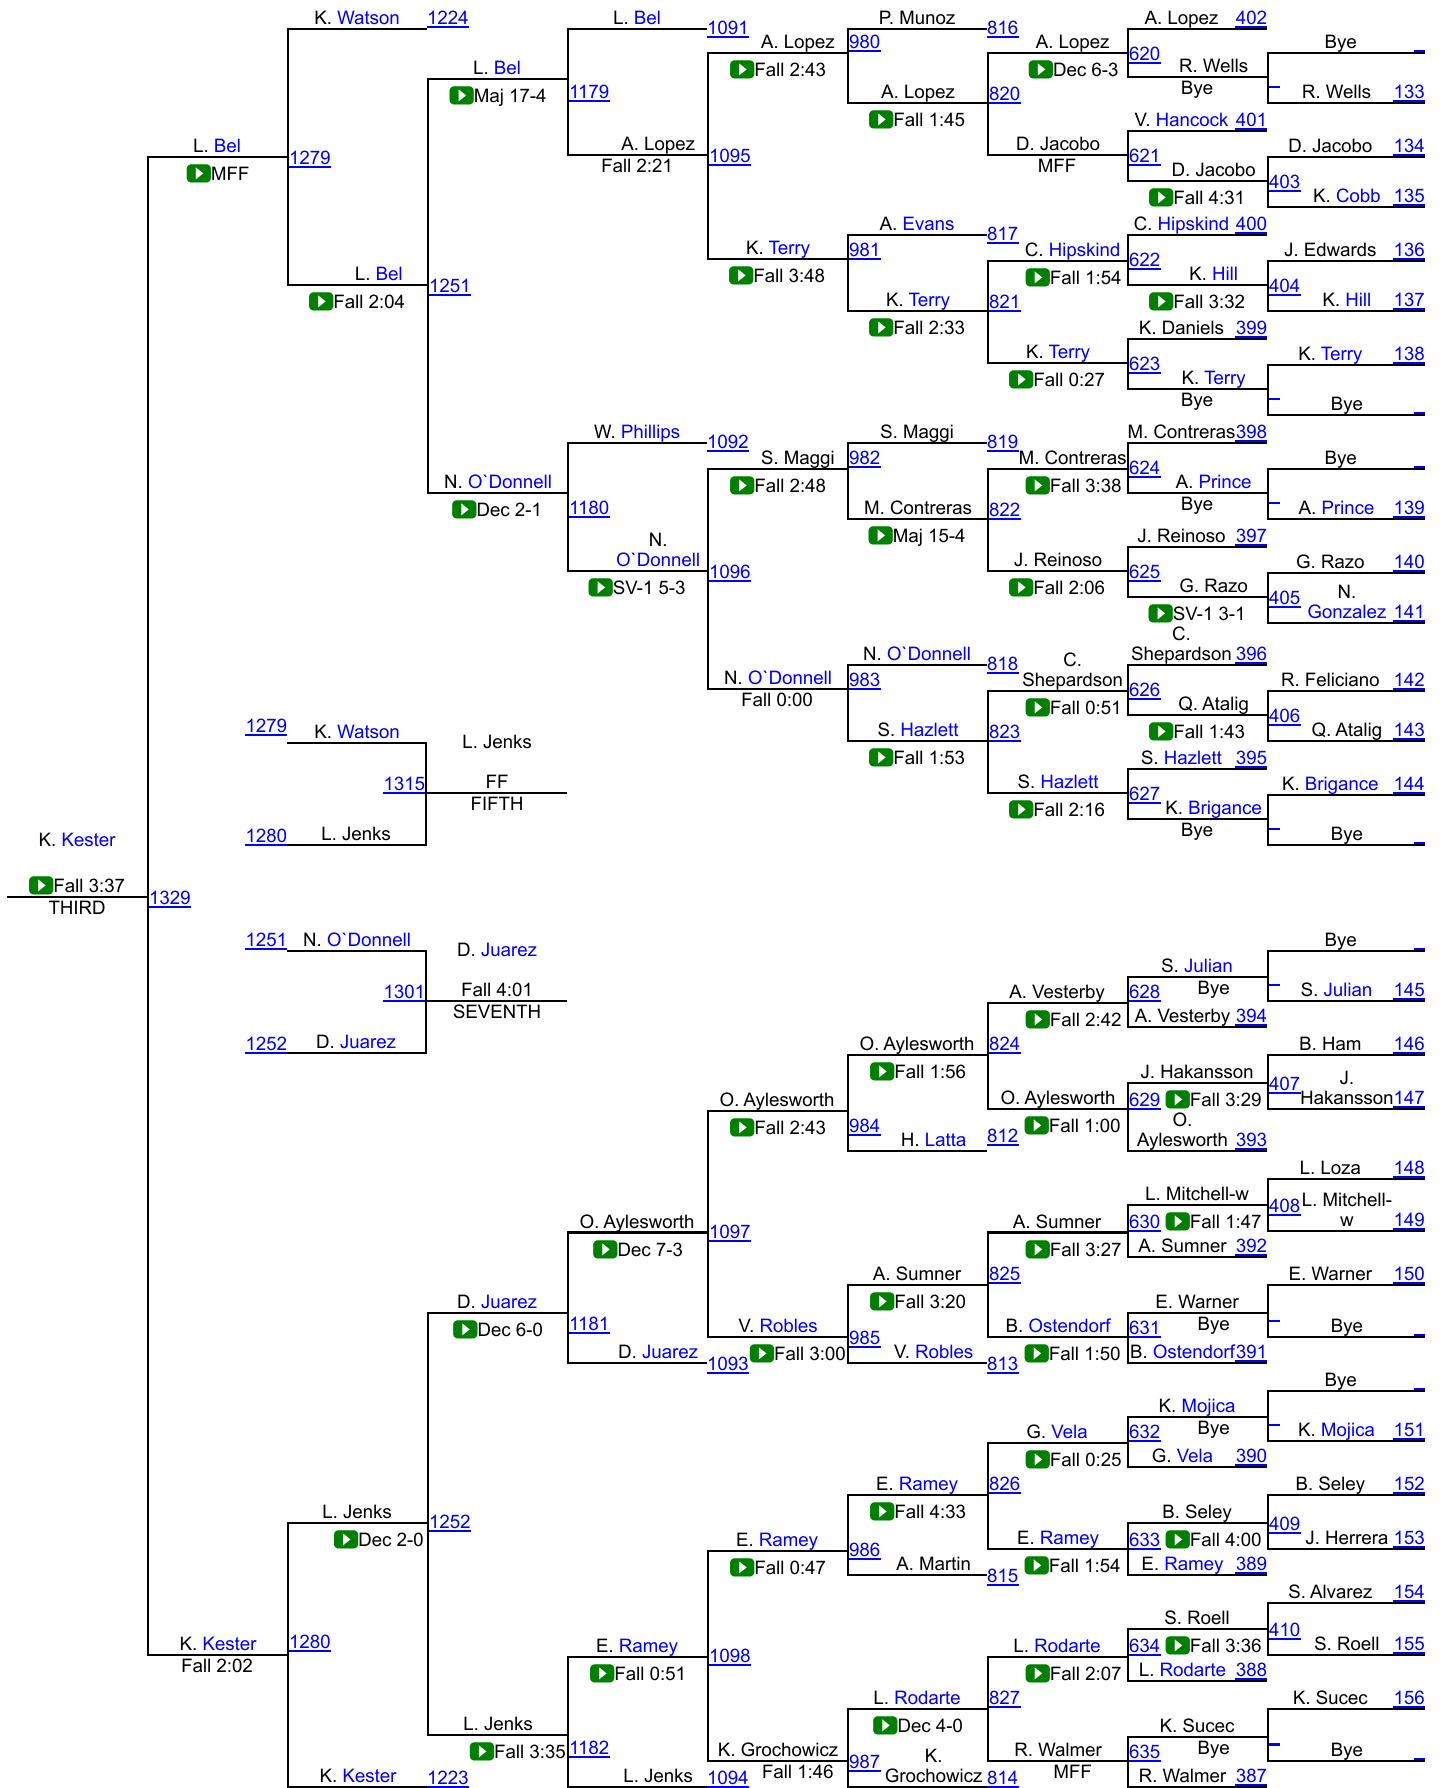 K. Watson 1224
L. Bel
P. Munoz
A. Lopez 402
1091
816
A. Lopez 980
A. Lopez
Bye
Fall 2:43
Dec 6-3
620
R. Wells
L. Bel
Maj 17-4
1179
A. Lopez
820
Bye
R. Wells 133
Fall 1:45
V. Hancock 401
L. Bel
1279
A. Lopez
1095
D. Jacobo
621
D. Jacobo 134
MFF
Fall 2:21
MFF
D. Jacobo
403
Fall 4:31
K. Cobb 135
A. Evans
817
C. Hipskind 400
K. Terry
981
C. Hipskind
622
J. Edwards 136
Fall 3:48
Fall 1:54
K. Hill
404
L. Bel
1251
K. Terry
821
Fall 3:32
K. Hill 137
Fall 2:04
Fall 2:33
K. Daniels 399
K. Terry
623
K. Terry 138
Fall 0:27
K. Terry
Bye
Bye
W. Phillips
1092
S. Maggi
819
M. Contreras 398
S. Maggi
982
M. Contreras
624
Bye
Fall 2:48
Fall 3:38
A. Prince
N. O`Donnell
1180
M. Contreras
822
Bye
A. Prince 139
Dec 2-1
Maj 15-4
J. Reinoso 397
N.
O`Donnell
1096
J. Reinoso
625
G. Razo 140
SV-1 5-3
Fall 2:06
G. Razo
405
N.
Gonzalez 141
SV-1 3-1
C.
Shepardson 396
N. O`Donnell
818
C.
Shepardson
626
R. Feliciano 142
N. O`Donnell
983
Fall 0:51
Q. Atalig
406
Fall 0:00
Fall 1:43
Q. Atalig 143
1279
K. Watson
L. Jenks
S. Hazlett
823
S. Hazlett 395
Fall 1:53
1315
FF
FIFTH
S. Hazlett
627
K. Brigance 144
Fall 2:16
K. Brigance
Bye
Bye
1280
L. Jenks
K. Kester
Fall 3:37
THIRD
1329
1251
N. O`Donnell
D. Juarez
Bye
1301
Fall 4:01
SEVENTH
S. Julian
Bye
S. Julian 145
A. Vesterby
628
Fall 2:42
A. Vesterby 394
1252
D. Juarez
O. Aylesworth
824
B. Ham 146
Fall 1:56
J. Hakansson
407
J.
Hakansson 147
O. Aylesworth
629
Fall 3:29
O. Aylesworth
Fall 1:00
O.
Aylesworth 393
Fall 2:43
984
H. Latta
812
L. Loza 148
L. Mitchell-w
408
L. Mitchell-
w 149
O. Aylesworth
1097
A. Sumner
630
Fall 1:47
Dec 7-3
Fall 3:27
A. Sumner 392
A. Sumner
825
E. Warner 150
Fall 3:20
D. Juarez
1181
E. Warner
Bye
Bye
Dec 6-0
V. Robles
985
B. Ostendorf
631
D. Juarez
1093
Fall 3:00
V. Robles
813
Fall 1:50
B. Ostendorf 391
Bye
K. Mojica
Bye
K. Mojica 151
G. Vela
632
Fall 0:25
G. Vela 390
E. Ramey
826
B. Seley 152
Fall 4:33
L. Jenks
1252
B. Seley
409
J. Herrera 153
Dec 2-0
E. Ramey
986
E. Ramey
633
Fall 4:00
Fall 0:47
A. Martin
815
Fall 1:54
E. Ramey 389
S. Alvarez 154
S. Roell
410
S. Roell 155
K. Kester
1280
E. Ramey
1098
L. Rodarte
634
Fall 3:36
Fall 2:02
Fall 0:51
Fall 2:07
L. Rodarte 388
L. Rodarte
827
K. Sucec 156
L. Jenks
Dec 4-0
K. Sucec
Bye
Bye
Fall 3:35
1182
K. Grochowicz
987
K.
Grochowicz 814
R. Walmer
635
K. Kester
1223
L. Jenks
1094
Fall 1:46
MFF
R. Walmer 387